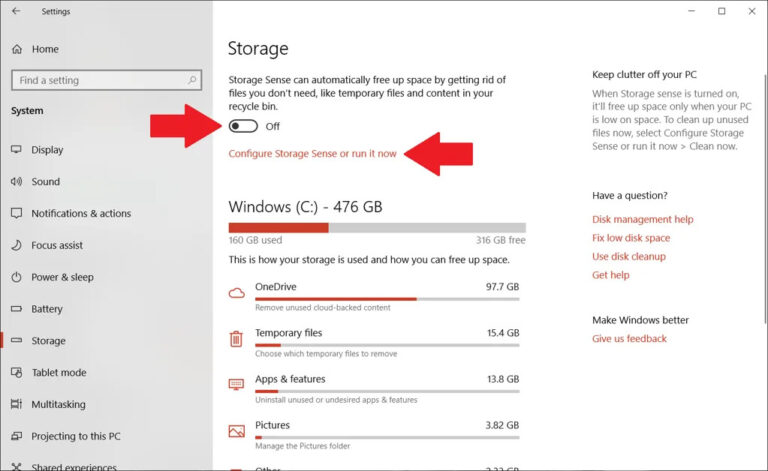 Settings
Home
Find a setting
System
Display
Sound
Notifications & actions
Focus assist
Power & sleep
Battery
Storage
Tablet mode
Multitasking
Projecting to this PC
Shared experiences
Storage
Storage Sense can automatically free up space by getting rid of
files you don't need, like temporary files and content in your
recycle bin.
Off
Configure Storage Sense or run it now
Windows (C:) - 476 GB
160 GB used 316 GB free
This is how your storage is used and how you can free up space.
OneDrive 97.7 GB
Remove unused cloud-backed content
Temporary files 15.4 GB
Choose which temporary files to remove
Apps & features 13.8 GB
Uninstall unused or undesired apps & features
Pictures 3.82 GB
Manage the Pictures folder
Other
Keep clutter off your PC
When Storage sense is turned on,
it'll free up space only when your PC
is low on space. To clean up unused
files now, select Configure Storage
Sense or run it now > Clean now.
Have a question?
Disk management help
Fix low disk space
Use disk cleanup
Get help
Make Windows better
Give us feedback